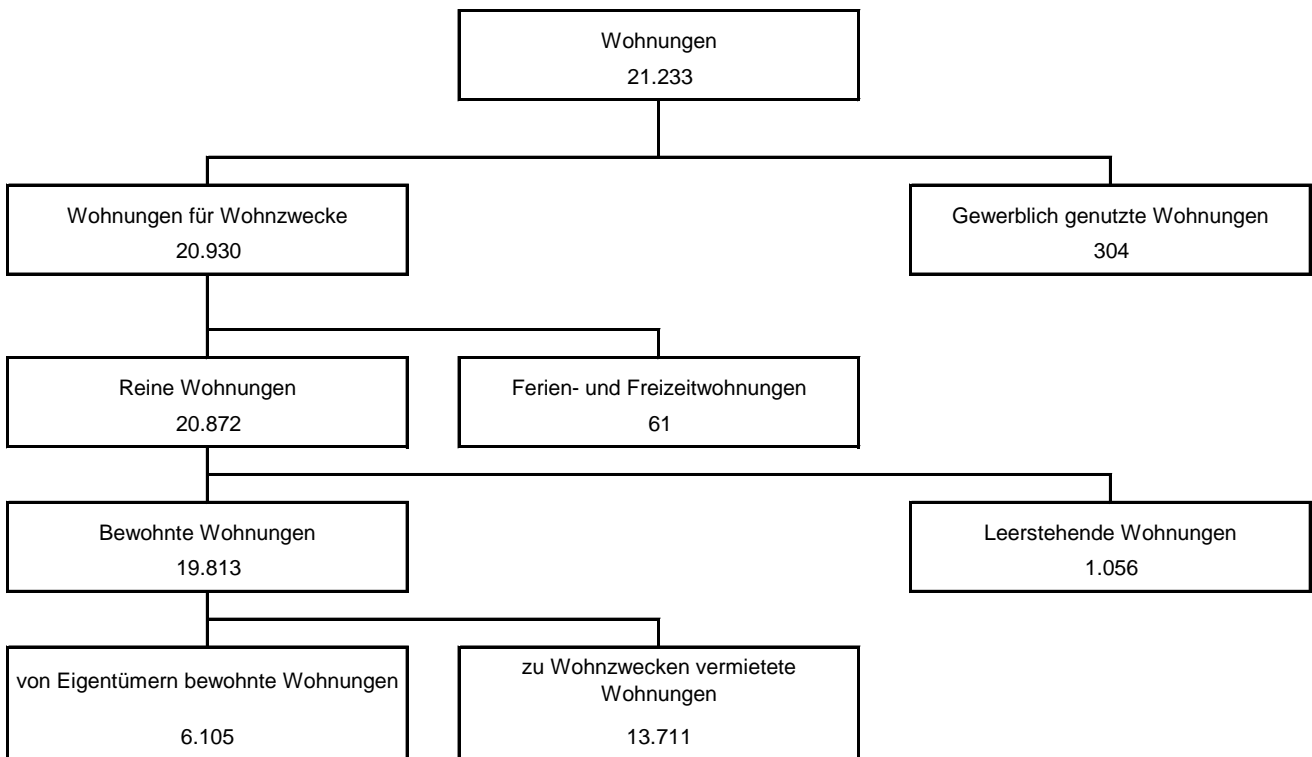 Wohnungen
21.233
Wohnungen für Wohnzwecke
20.930
Gewerblich genutzte Wohnungen
304
Reine Wohnungen
20.872
Ferien- und Freizeitwohnungen
61
Bewohnte Wohnungen
19.813
Leerstehende Wohnungen
1.056
von Eigentümern bewohnte Wohnungen
6.105
zu Wohnzwecken vermietete
Wohnungen
13.711